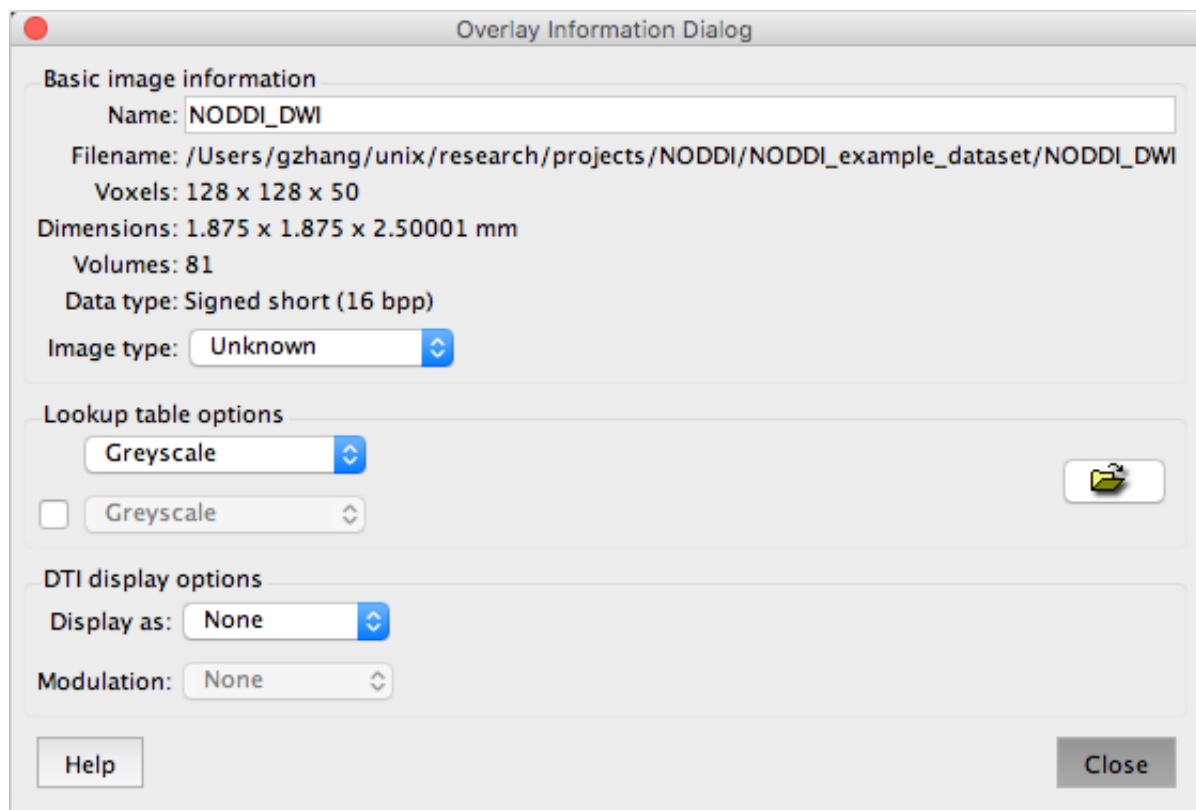 Overlay Information Dialog
Basic image information
Name: NODDI_DWI
Filename: /Users/gzhang/unix/research/projects/NODDI/NODDI_example_dataset/NODDI_DWI
Voxels: 128 x 128 x 50
Dimensions: 1.875 x 1.875 x 2.50001 mm
Volumes: 81
Data type: Signed short (16 bpp)
Image type: Unknown
Lookup table options
Greyscale
Greyscale
DTI display options
Display as: None
Modulation: None
Help Close